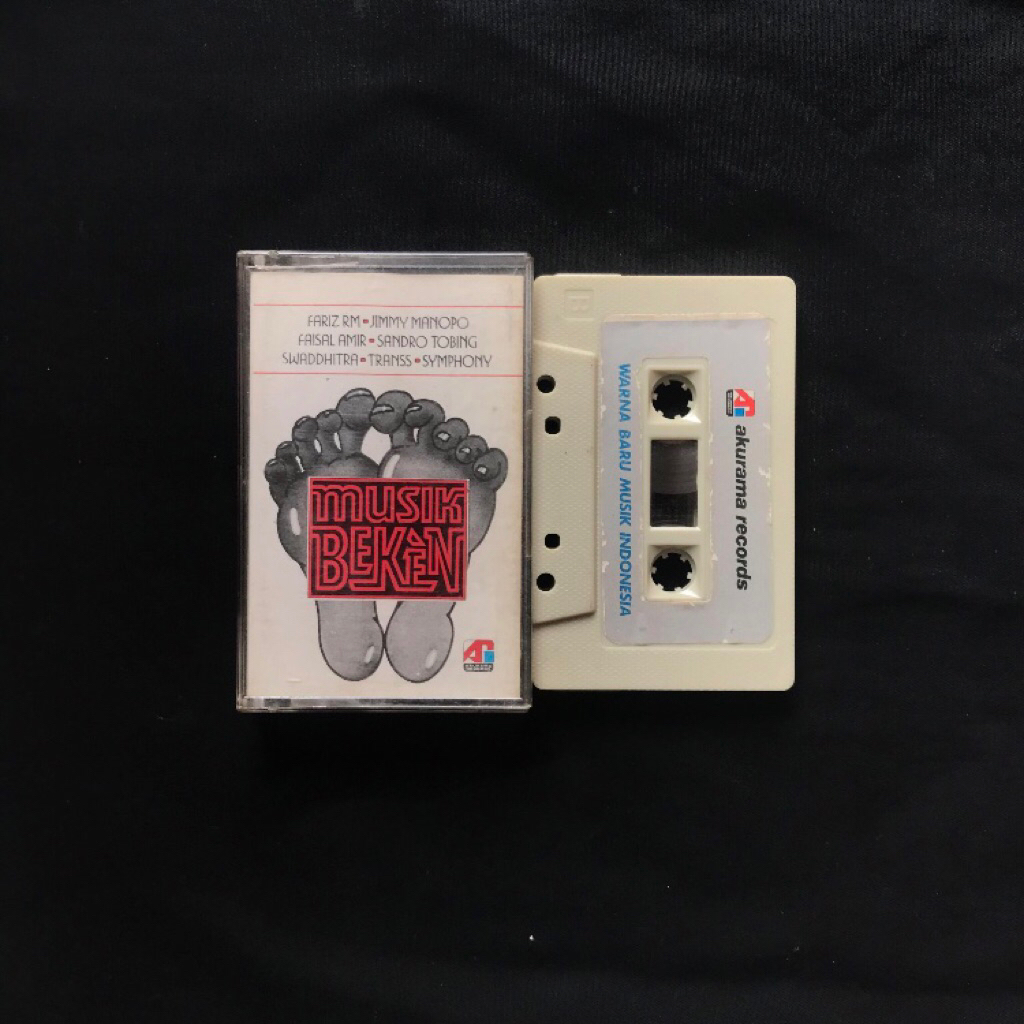 FARIZ RM - JIMMY MANOPO
FAISAL AMIR - SANDRO TOBING
SWADDHITRA - TRANSS - SYMPHONY
musik
BEKÈN
B
akurama records
WARNA BARU MUSIK INDONESIA